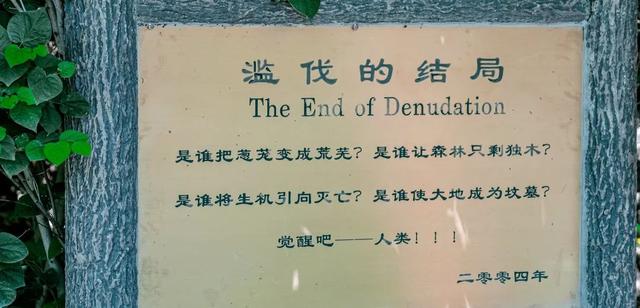 滥伐的结局
The End of Denudation
是谁把葱茏变成荒芜？是谁让森林只剩独木？
是谁将生机引向灭亡？是谁使大地成为坟墓？
觉醒吧——人类！！！
二零零四年